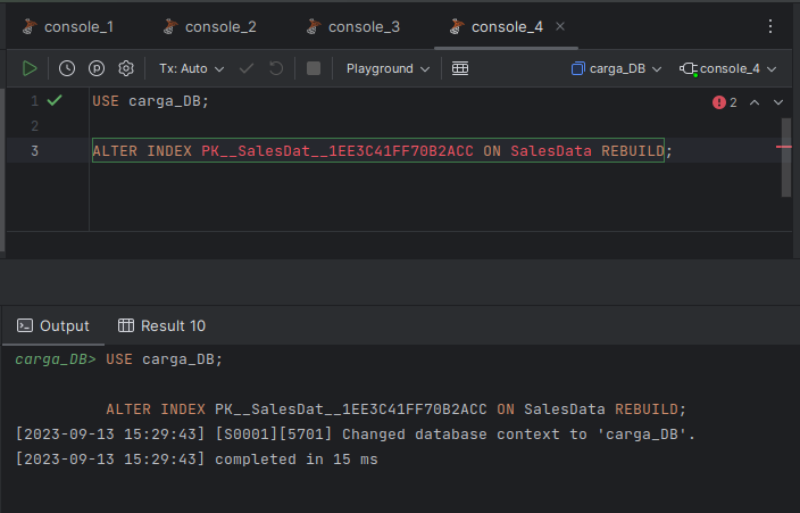 console_1 console_2 console_3 console_4
Tx: Auto Playground carga_DB console_4
1 USE carga_DB; 2
2
3 ALTER INDEX PK__SalesDat__1EE3C41FF70B2ACC ON SalesData REBUILD;
Output Result 10
carga_DB> USE carga_DB;
ALTER INDEX PK__SalesDat__1EE3C41FF70B2ACC ON SalesData REBUILD;
[2023-09-13 15:29:43] [S0001][5701] Changed database context to 'carga_DB'.
[2023-09-13 15:29:43] completed in 15 ms